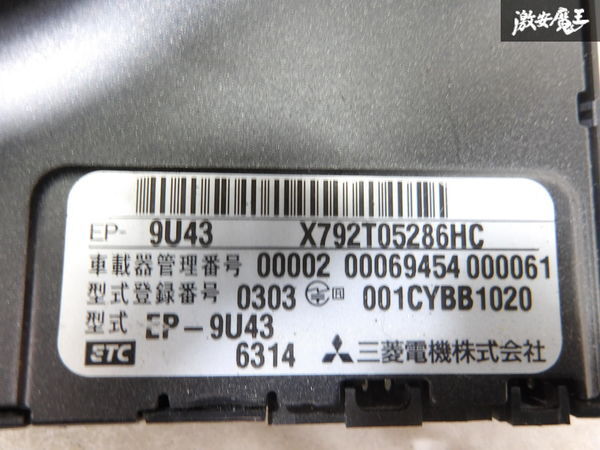 激安魔王
EP- 9U43 X792T05286HC
車載器管理番号 00002 00069454 000061
型式登録番号 0303 回 001CYBB1020
型式 EP-9U43
ETC 6314 三菱電機株式会社